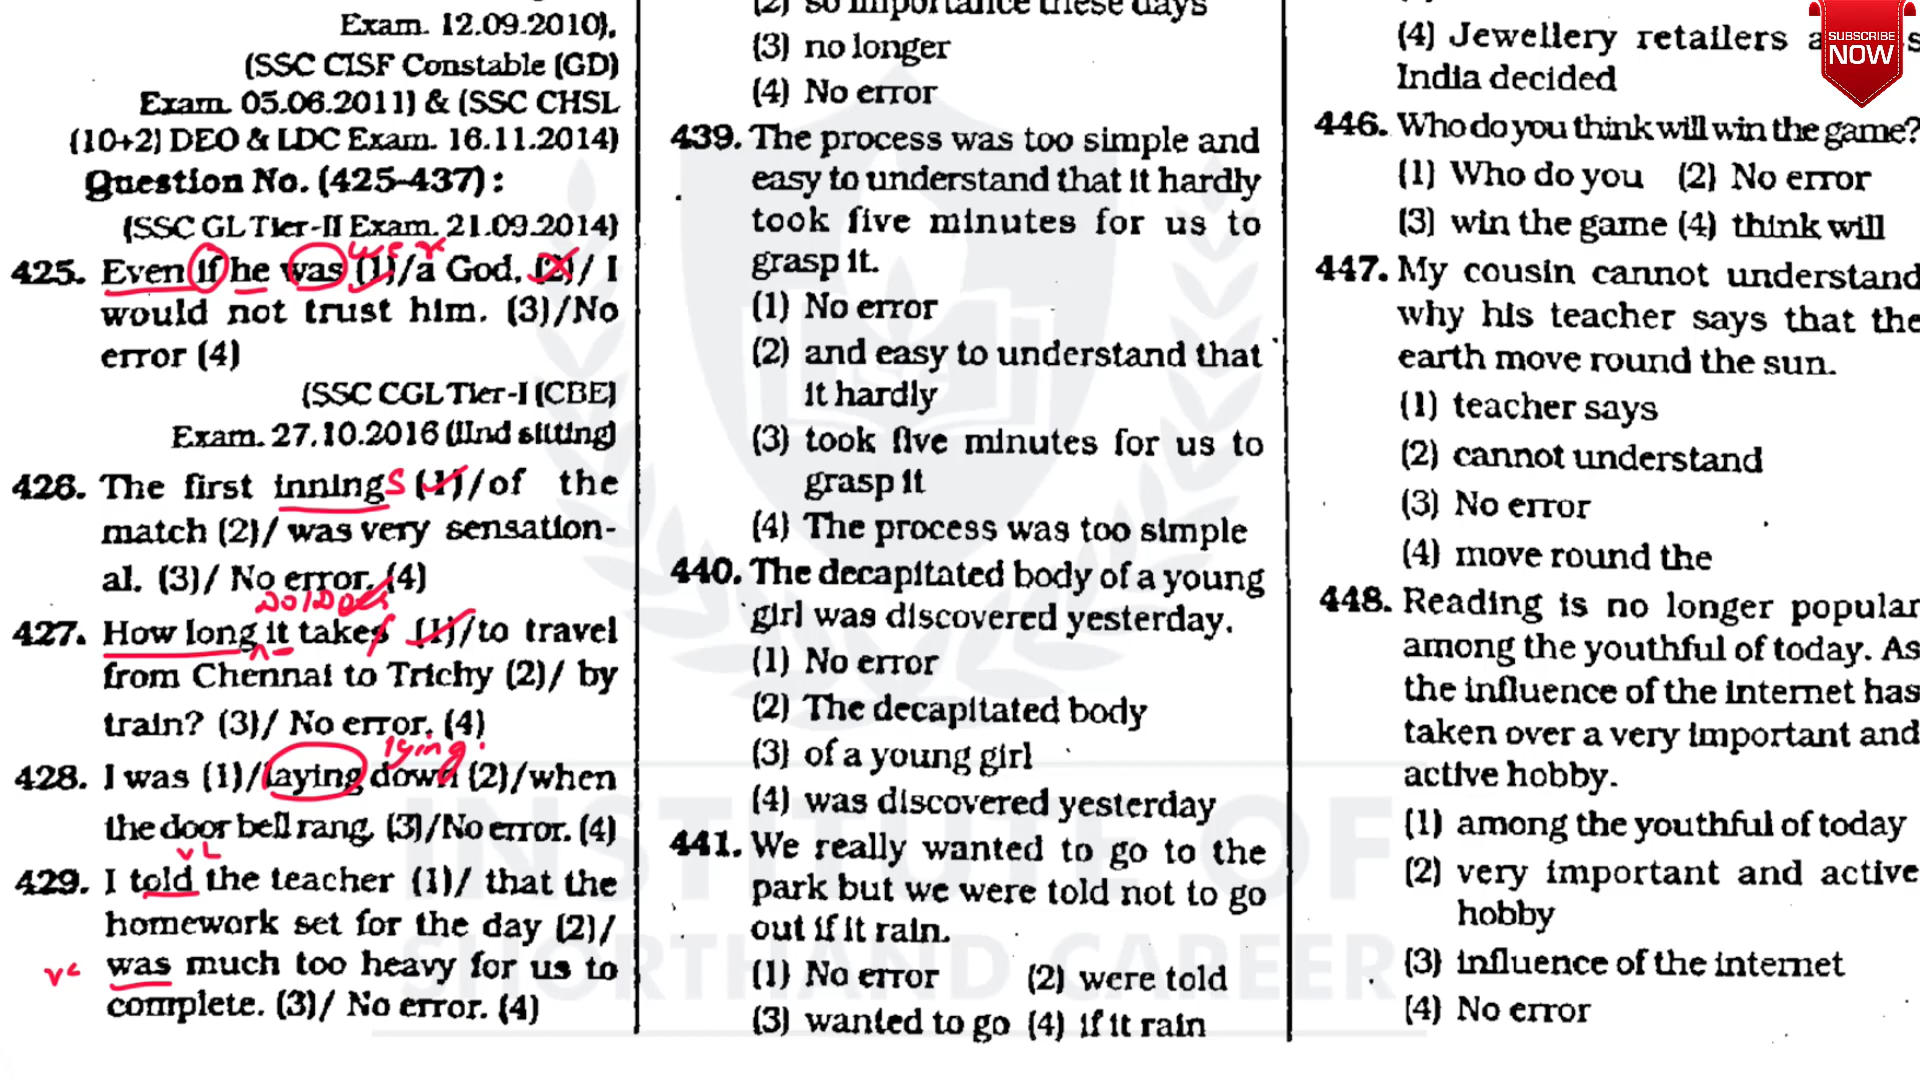 Exam. 12.09.2010),
(SSC CISF Constable (GD)
Exam. 05.06.2011) & (SSC CHSL
(10+2) DEO & LDC Exam. 16.11.2014)
Question No. (425-437) :
(SSC GL Tier-II Exam. 21.09.2014)
were
425. Even if he was (1)/a God, (2)/ I
would not trust him. (3)/No
error (4)
(SSC CGL Tier-I (CBE)
Exam. 27.10.2016 (IInd sitting)
426. The first innings (1)/of the
match (2)/ was very sensation-
al. (3)/ No error. (4)
427. How long it takes (1)/to travel
from Chennai to Trichy (2)/ by
train? (3)/ No error. (4)
lying
428. I was (1)/laying down (2)/when
the door bell rang. (3)/No error. (4)
429. I told the teacher (1)/ that the
homework set for the day (2)/
was much too heavy for us to
complete. (3)/ No error. (4)
(2) so importance these days
(3) no longer
(4) No error
439. The process was too simple and
easy to understand that it hardly
took five minutes for us to
grasp it.
(1) No error
(2) and easy to understand that
it hardly
(3) took five minutes for us to
grasp it
(4) The process was too simple
440. The decapitated body of a young
girl was discovered yesterday.
(1) No error
(2) The decapitated body
(3) of a young girl
(4) was discovered yesterday
441. We really wanted to go to the
park but we were told not to go
out if it rain.
(1) No error (2) were told
(3) wanted to go (4) if it rain
(4) Jewellery retailers
India decided
446. Who do you think will win the game?
(1) Who do you (2) No error
(3) win the game (4) think will
447. My cousin cannot understand
why his teacher says that the
earth move round the sun.
(1) teacher says
(2) cannot understand
(3) No error
(4) move round the
448. Reading is no longer popular
among the youthful of today. As
the influence of the internet has
taken over a very important and
active hobby.
(1) among the youthful of today
(2) very important and active
hobby
(3) influence of the internet
(4) No error
SUBSCRIBE
NOW
INSTITUTE OF
SHORTHAND CAREER